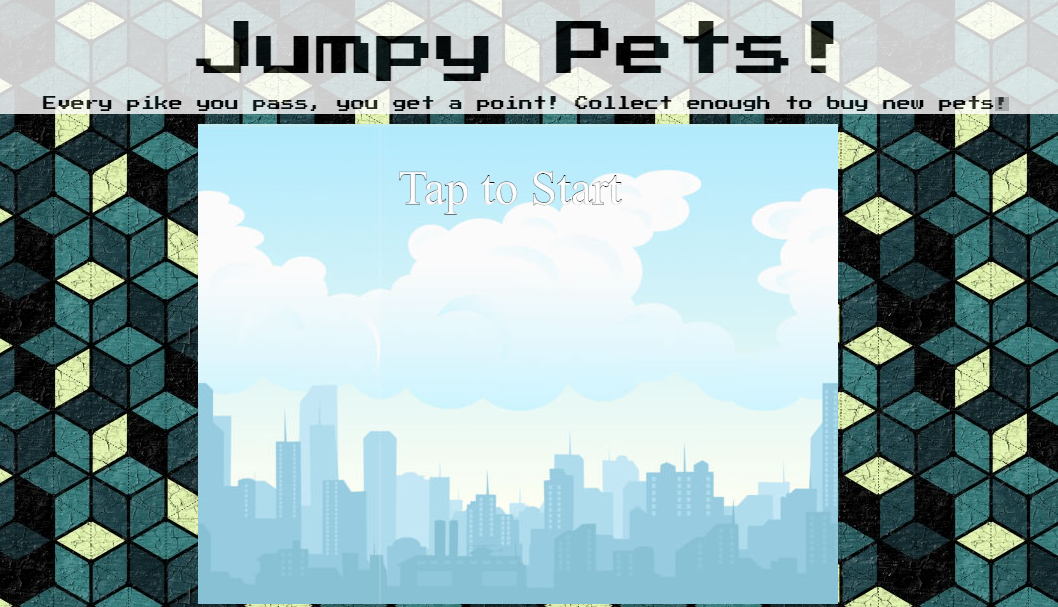 Jumpy Pets!
Every pike you pass, you get a point! Collect enough to buy new pets!
Tap to Start